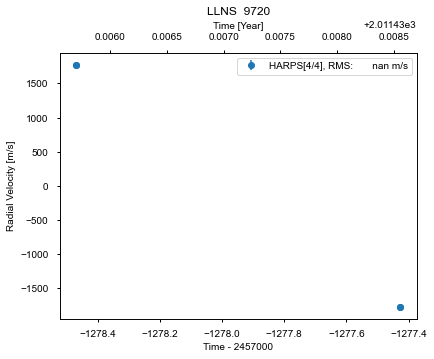 LLNS  9720
Time [Year]
+2.01143e3
0.0060 0.0065 0.0070 0.0075 0.0080 0.0085
HARPS[4/4], RMS:      nan m/s
Radial Velocity [m/s]
1500
1000
500
0
−500
−1000
−1500
−1278.4 −1278.2 −1278.0 −1277.8 −1277.6 −1277.4
Time - 2457000